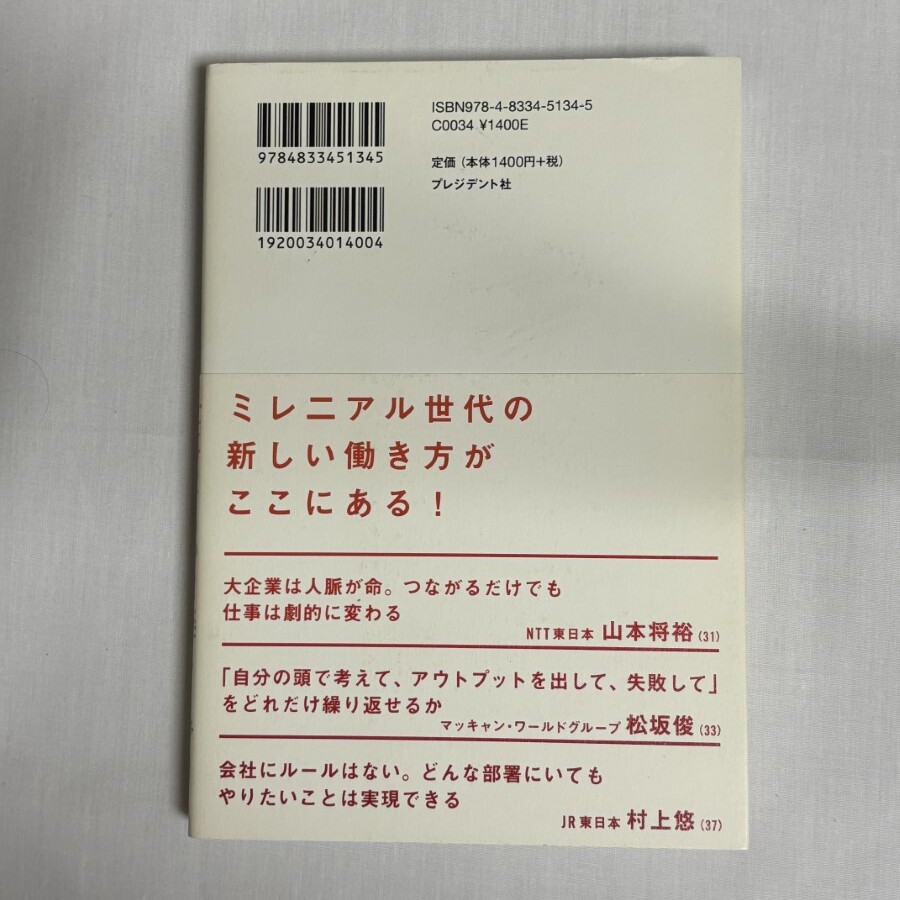 ISBN978-4-8334-5134-5
C0034 ¥1400E
9784833451345
定価（本体1400円+税）
プレジデント社
1920034014004
ミレニアル世代の
新しい働き方が
ここにある！
大企業は人脈が命。つながるだけでも
仕事は劇的に変わる
NTT東日本 山本将裕（31）
「自分の頭で考えて、アウトプットを出して、失敗して」
をどれだけ繰り返せるか
マッキャン・ワールドグループ 松坂俊（33）
会社にルールはない。どんな部署にいても
やりたいことは実現できる
JR東日本 村上悠（37）